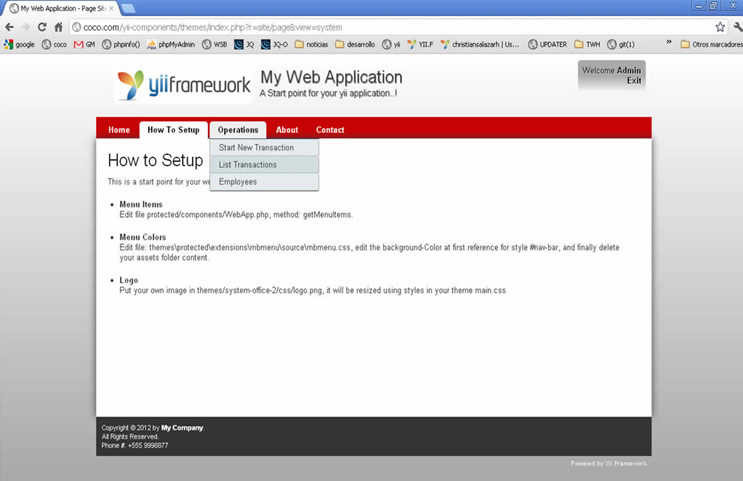 My Web Application - Page Sit
coco.com/yii-components/themes/index.php?r=site/page&view=system
google coco GM phpinfo() phpMyAdmin WSB JQ JQ-O noticias desarrollo yii YII.F christiansalazarh | Us... UPDATER TWH git(1) » Otros marcadores
yiiframework
My Web Application
A Start point for your yii application..!
Welcome Admin
Exit
Home How To Setup Operations About Contact
Start New Transaction
List Transactions
Employees
How to Setup
This is a start point for your we
Menu Items
Edit file protected/components/WebApp.php, method: getMenuItems.
Menu Colors
Edit file: themes\protected\extensions\mbmenu\source\mbmenu.css, edit the background-Color at first reference for style #nav-bar, and finally delete
your assets folder content.
Logo
Put your own image in themes/system-office-2/css/logo.png, it will be resized using styles in your theme main.css
Copyright © 2012 by My Company.
All Rights Reserved.
Phone #: +555 9998877
Powered by Yii Framework.